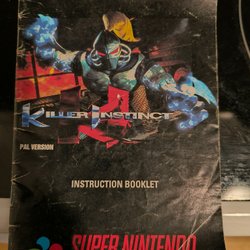 KILLER INSTINCT
PAL VERSION
INSTRUCTION BOOKLET
SUPER NINTENDO